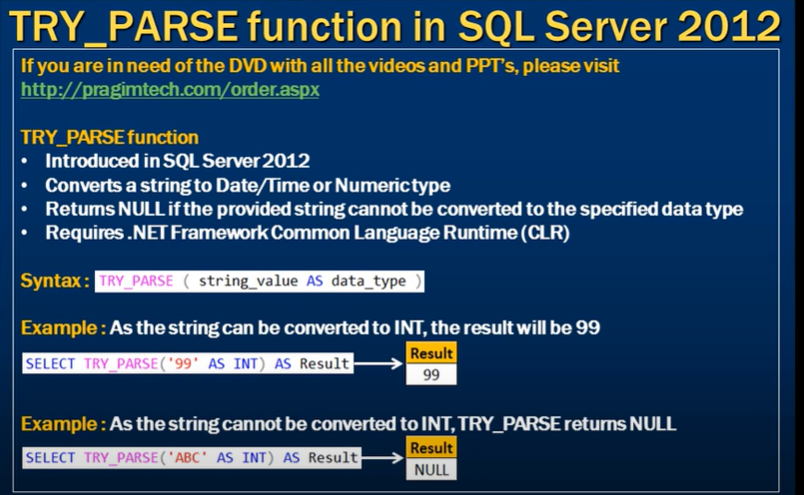 TRY_PARSE function in SQL Server 2012
If you are in need of the DVD with all the videos and PPT's, please visit
http://pragimtech.com/order.aspx
TRY_PARSE function
• Introduced in SQL Server 2012
• Converts a string to Date/Time or Numeric type
• Returns NULL if the provided string cannot be converted to the specified data type
• Requires .NET Framework Common Language Runtime (CLR)
Syntax : TRY_PARSE ( string_value AS data_type )
Example : As the string can be converted to INT, the result will be 99
SELECT TRY_PARSE('99' AS INT) AS Result
Result
99
Example : As the string cannot be converted to INT, TRY_PARSE returns NULL
SELECT TRY_PARSE('ABC' AS INT) AS Result
Result
NULL